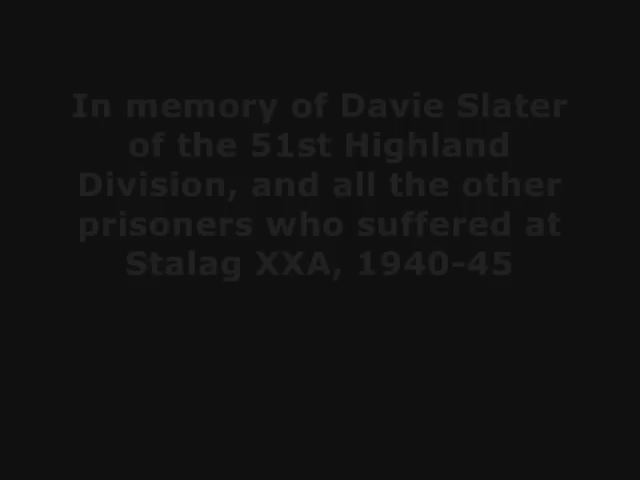 In memory of Davie Slater
of the 51st Highland
Division, and all the other
prisoners who suffered at
Stalag XXA, 1940-45